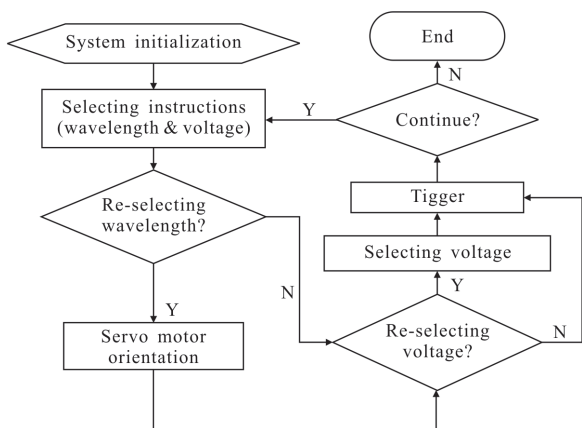 System initialization
End
N
Selecting instructions
(wavelength & voltage)
Y
Continue?
Re-selecting
wavelength?
Tigger
Selecting voltage
N
Y
Y
Servo motor
orientation
Re-selecting
voltage?
N